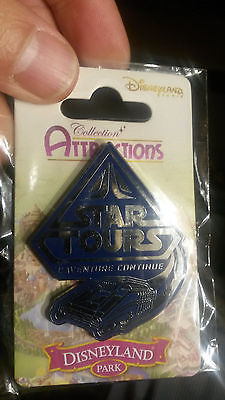 Disneyland
PARIS
Collection
Attractions
STAR
TOURS
L'AVENTURE CONTINUE
DISNEYLAND
PARK